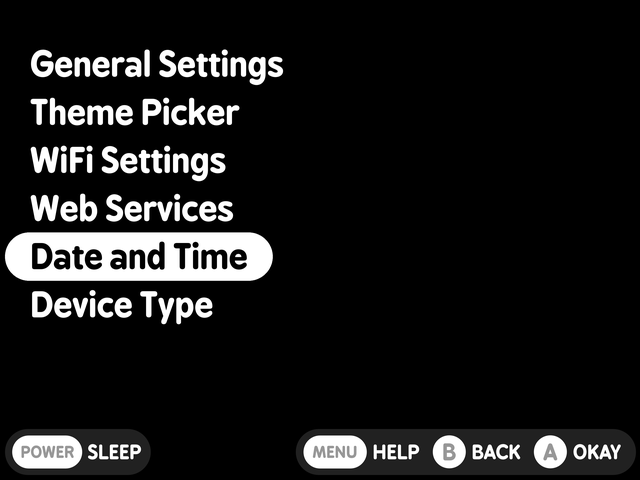 General Settings
Theme Picker
WiFi Settings
Web Services
Date and Time
Device Type
POWER SLEEP MENU HELP B BACK A OKAY